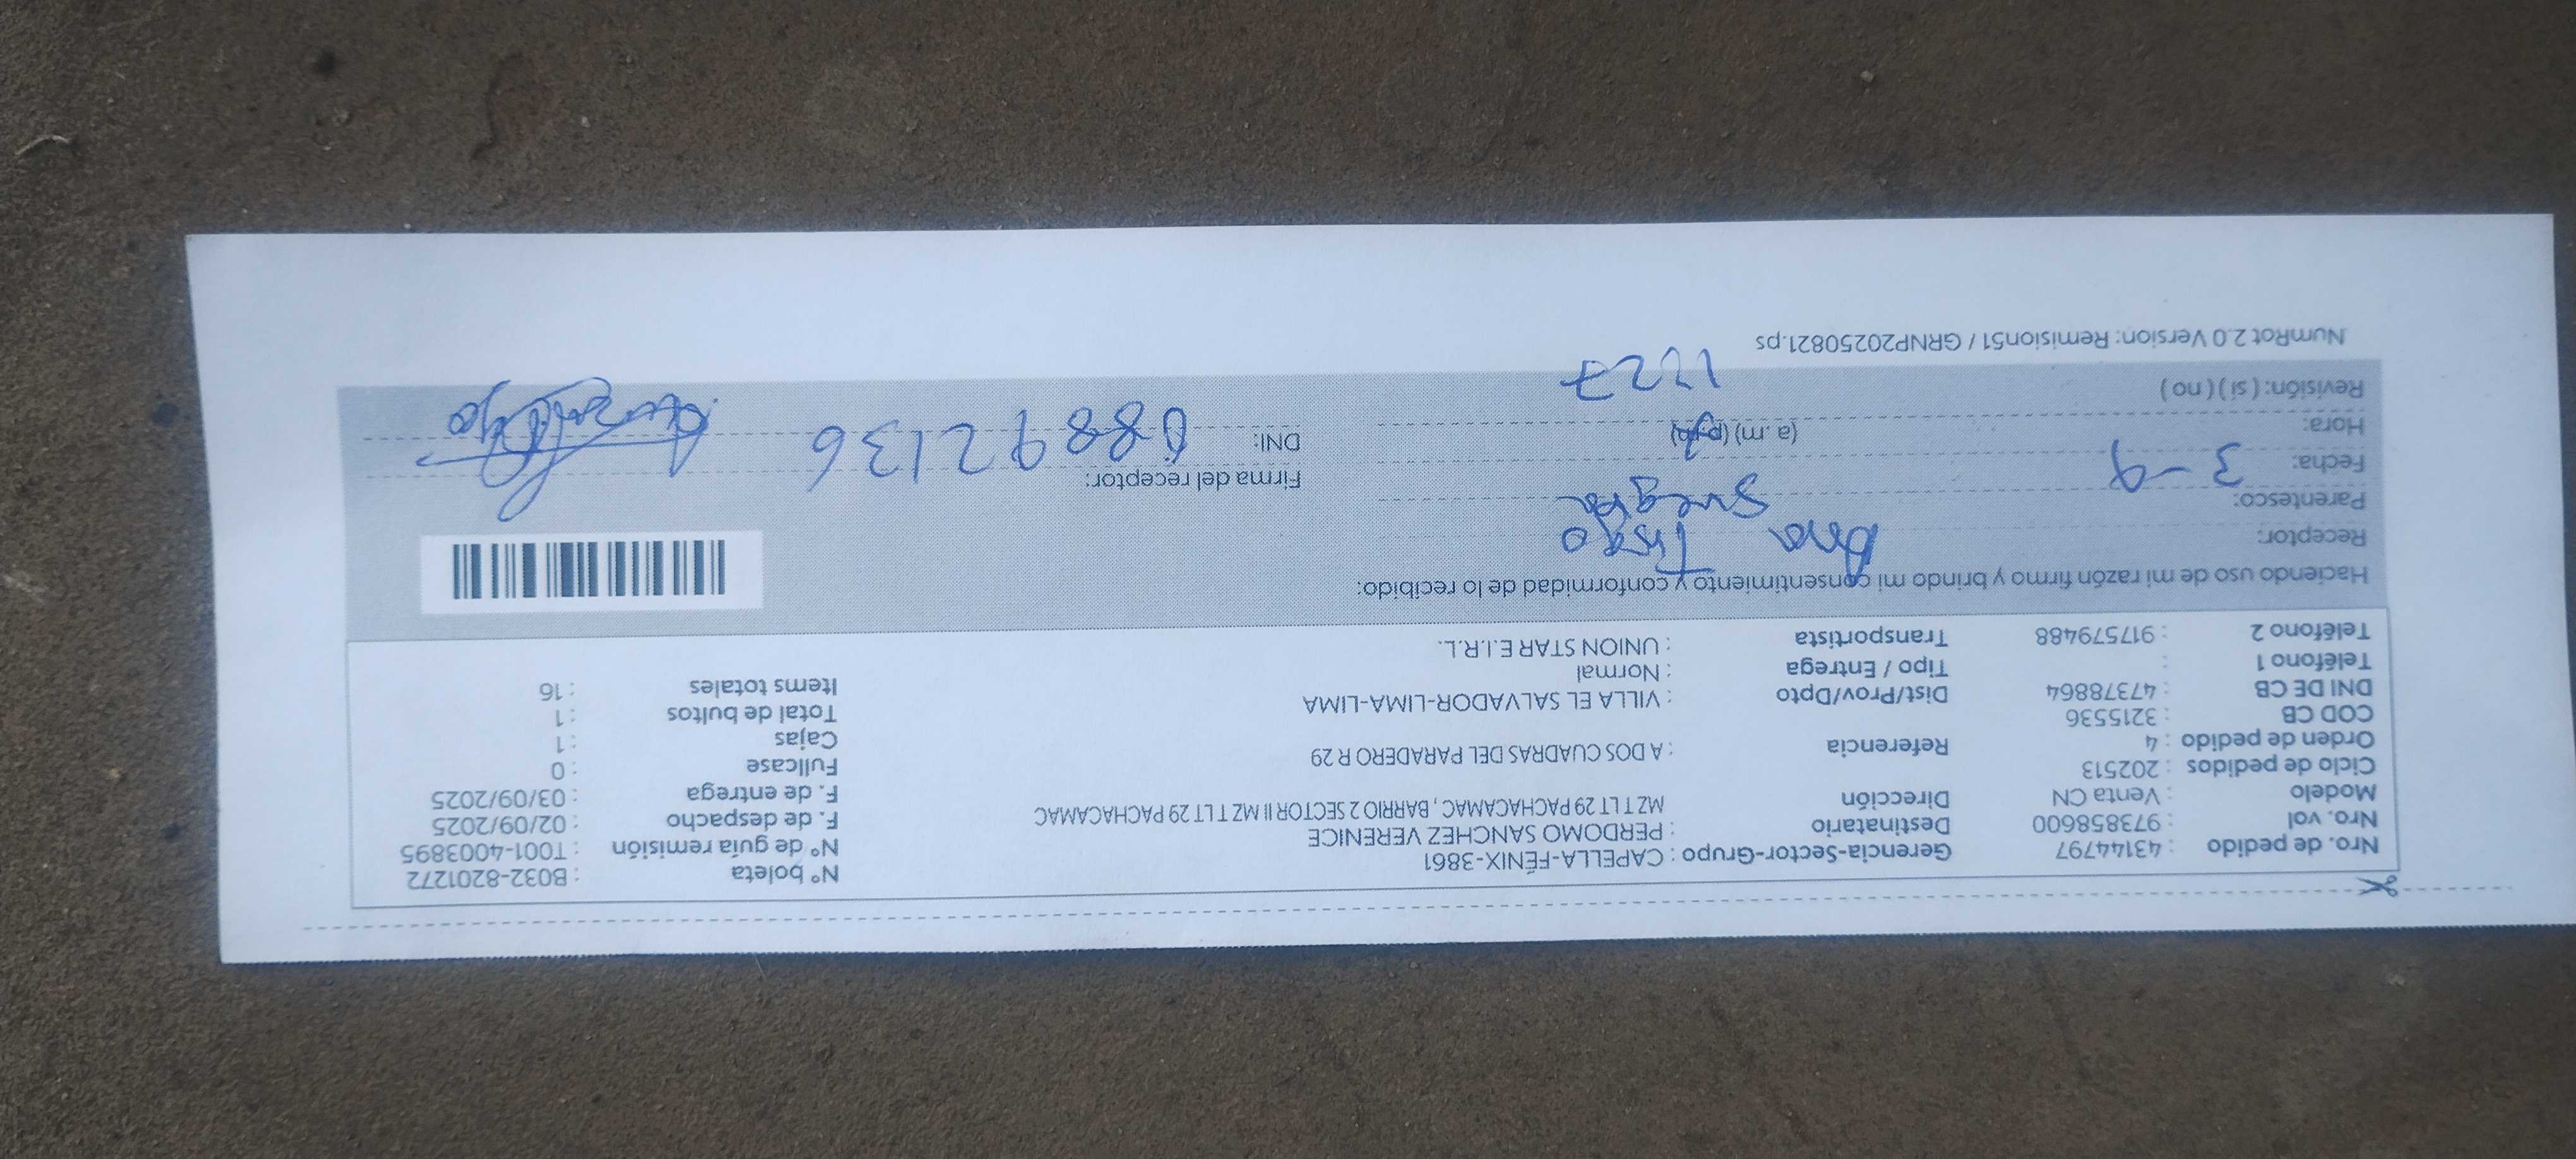 Nro. de pedido : 43144797 Gerencia-Sector-Grupo : CAPELLA-FÉNIX-3861 N° boleta : B032-8201272
Nro. vol : 973858600 Destinatario : PERDOMO SANCHEZ VERENICE N° de guía remisión : T001-4003895
Modelo : Venta CN Dirección MZ T LT 29 PACHACAMAC , BARRIO 2 SECTOR II MZ T LT 29 PACHACAMAC F. de despacho : 02/09/2025
Ciclo de pedidos : 202513 F. de entrega : 03/09/2025
Orden de pedido : 4 Referencia : A DOS CUADRAS DEL PARADERO R 29 Fullcase : 0
COD CB : 3215536 Cajas : 1
DNI DE CB : 47378864 Dist/Prov/Dpto : VILLA EL SALVADOR-LIMA-LIMA Total de bultos : 1
Teléfono 1 : Tipo / Entrega : Normal Items totales : 16
Teléfono 2 : 917579488 Transportista : UNION STAR E.I.R.L.
Haciendo uso de mi razón firmo y brindo mi consentimiento y conformidad de lo recibido:
Receptor: Ana
Parentesco: suegra Firma del receptor:
Fecha: 3-9
Hora: (a.m) (p.m) DNI: 08892136
Revisión: ( si ) ( no ) 1227
NumRot 2.0 Version: Remision51 / GRNP20250821.ps